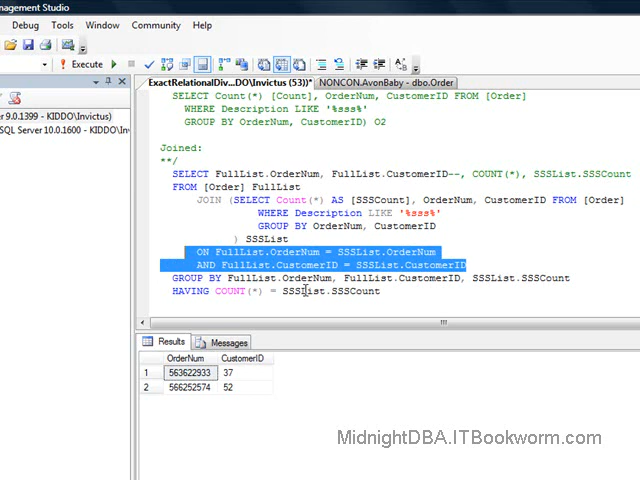 nagement Studio
Debug Tools Window Community Help
Execute
ExactRelationalDiv...DO\Invictus (53))* NONCON.AvonBaby - dbo.Order
er 9.0.1399 - KIDDO\Invictus)
SQL Server 10.0.1600 - KIDDO\Inv
SELECT Count(*) [Count], OrderNum, CustomerID FROM [Order]
WHERE Description LIKE '%sss%'
GROUP BY OrderNum, CustomerID) O2
Joined:
**/
SELECT FullList.OrderNum, FullList.CustomerID--, COUNT(*), SSSList.SSSCount
FROM [Order] FullList
JOIN (SELECT Count(*) AS [SSSCount], OrderNum, CustomerID FROM [Order]
WHERE Description LIKE '%sss%'
GROUP BY OrderNum, CustomerID
) SSSList
ON FullList.OrderNum = SSSList.OrderNum
AND FullList.CustomerID = SSSList.CustomerID
GROUP BY FullList.OrderNum, FullList.CustomerID, SSSList.SSSCount
HAVING COUNT(*) = SSSList.SSSCount
Results Messages
OrderNum CustomerID
1 563622933 37
2 566252574 52
MidnightDBA.ITBookworm.com